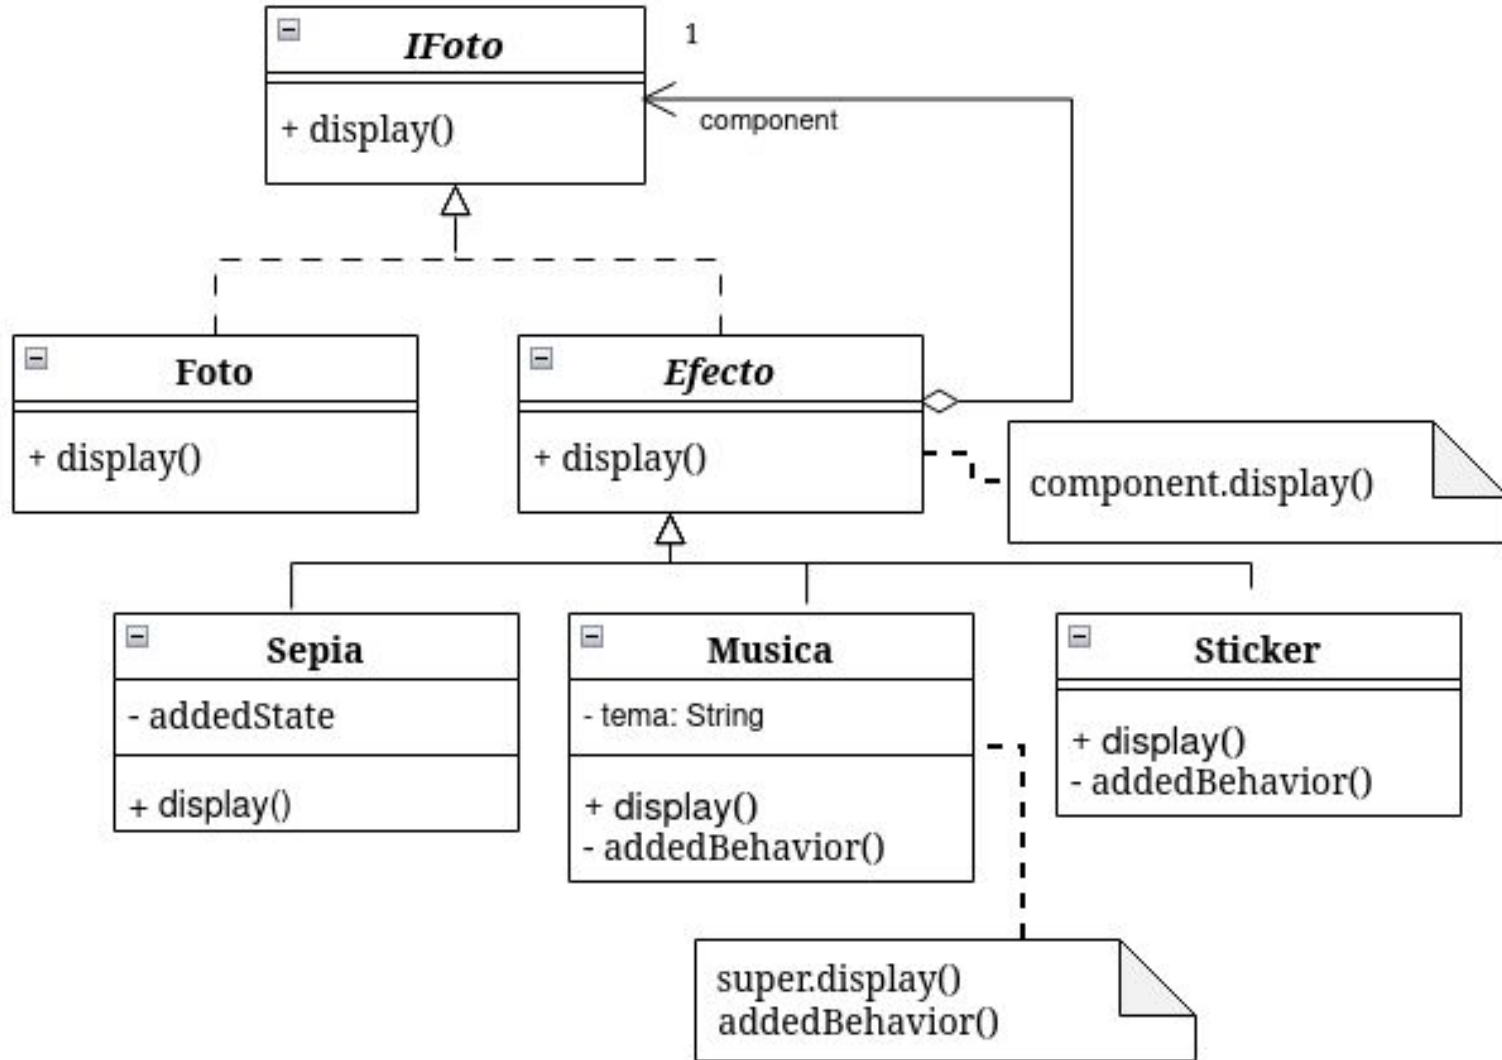 IFoto
1
+ display()
component
Foto
+ display()
Efecto
+ display()
component.display()
Sepia
- addedState
+ display()
Musica
- tema: String
+ display()
- addedBehavior()
Sticker
+ display()
- addedBehavior()
super.display()
addedBehavior()